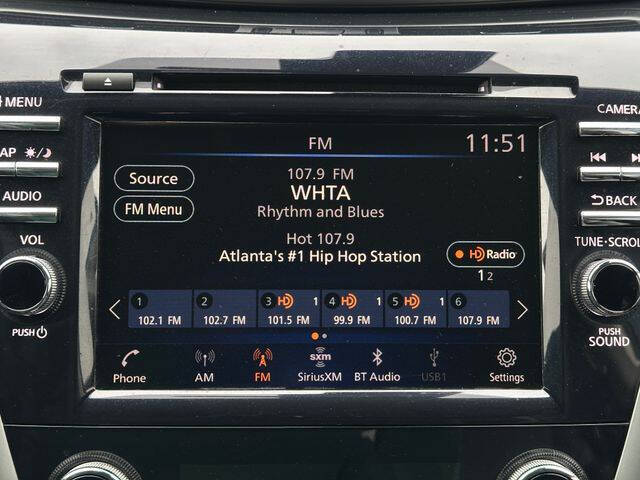 MENU
AP
AUDIO
VOL
PUSH
FM
11:51
Source
FM Menu
107.9 FM
WHTA
Rhythm and Blues
Hot 107.9
Atlanta's #1 Hip Hop Station
HD Radio
1 2
1
102.1 FM
2
102.7 FM
3 HD 1
101.5 FM
4 HD 1
99.9 FM
5 HD 1
100.7 FM
6
107.9 FM
Phone
AM
FM
sxm
SiriusXM
BT Audio
USB1
Settings
CAMERA
BACK
TUNE·SCROLL
PUSH
SOUND